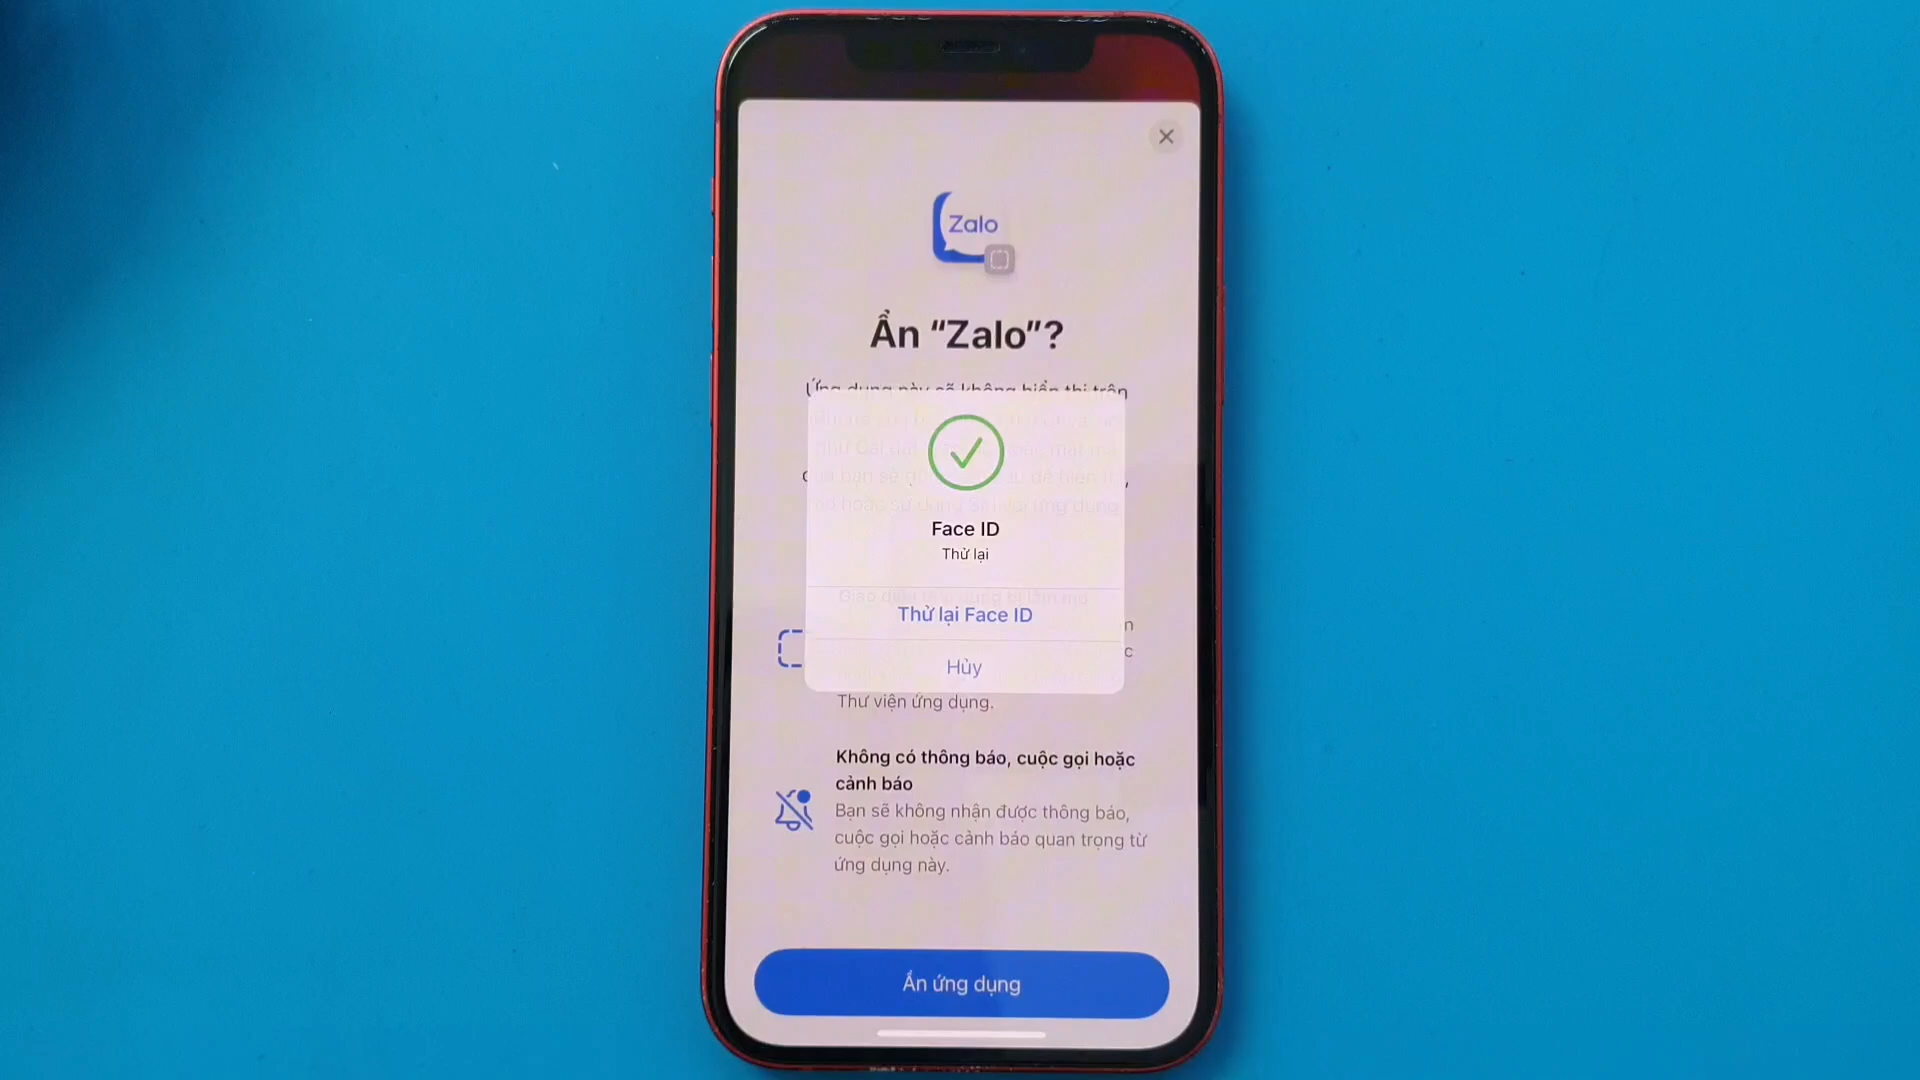 Zalo
Ẩn “Zalo”?
Ứng dụng này sẽ không hiển thị trên
Face ID
Thử lại
Thử lại Face ID
Hủy
Thư viện ứng dụng.
Không có thông báo, cuộc gọi hoặc
cảnh báo
Bạn sẽ không nhận được thông báo,
cuộc gọi hoặc cảnh báo quan trọng từ
ứng dụng này.
Ẩn ứng dụng